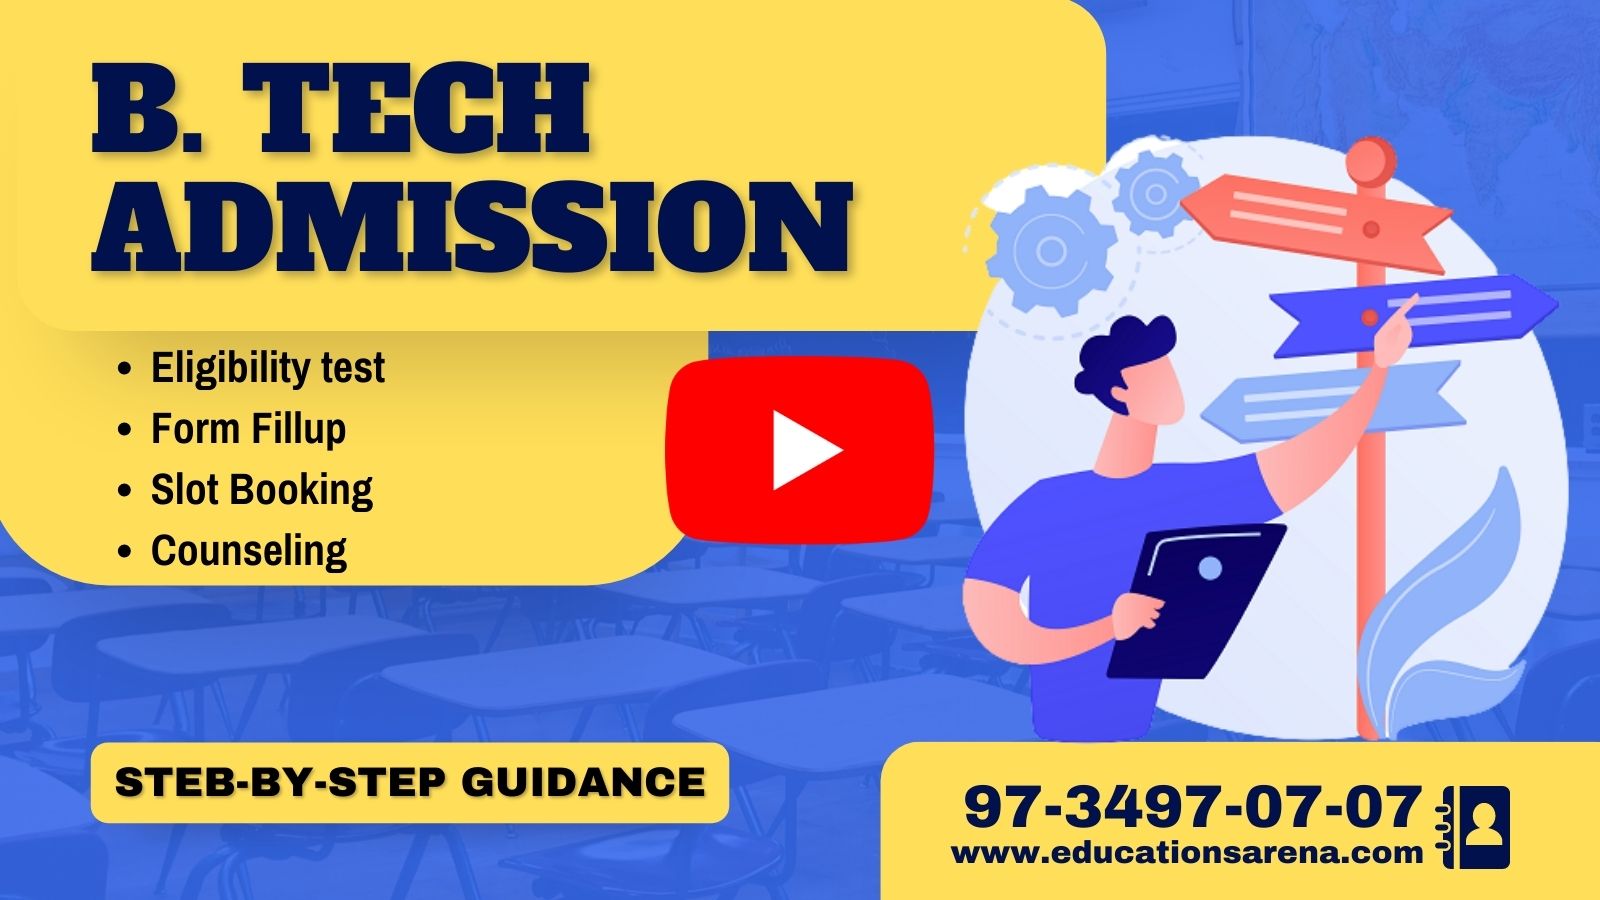 B. TECH
ADMISSION
• Eligibility test
• Form Fillup
• Slot Booking
• Counseling
STEB-BY-STEP GUIDANCE
97-3497-07-07
www.educationsarena.com